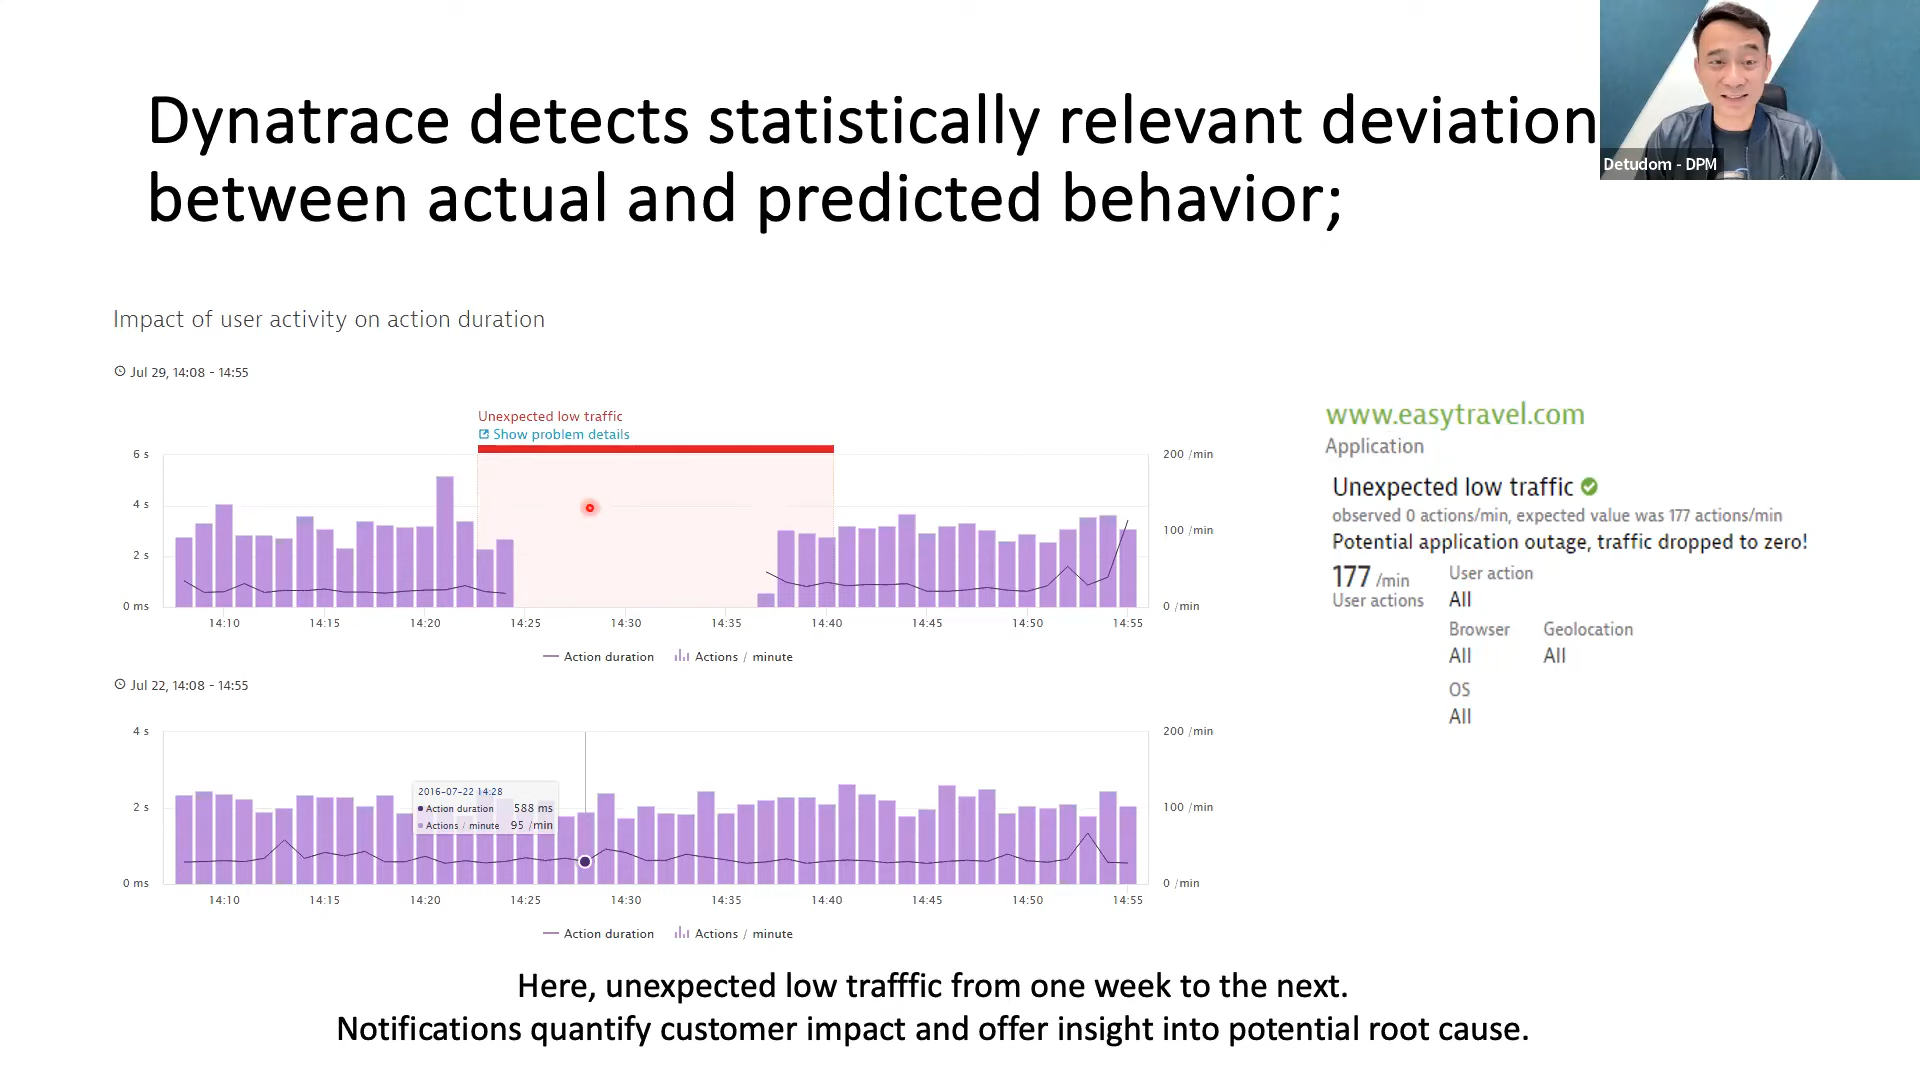 Dynatrace detects statistically relevant deviation
between actual and predicted behavior;
Detudom - DPM
Impact of user activity on action duration
Jul 29, 14:08 - 14:55
Unexpected low traffic
Show problem details
6 s
4 s
2 s
0 ms
200 /min
100 /min
0 /min
14:10 14:15 14:20 14:25 14:30 14:35 14:40 14:45 14:50 14:55
Action duration Actions / minute
Jul 22, 14:08 - 14:55
4 s
2 s
0 ms
200 /min
100 /min
0 /min
2016-07-22 14:28
Action duration 588 ms
Actions / minute 95 /min
14:10 14:15 14:20 14:25 14:30 14:35 14:40 14:45 14:50 14:55
Action duration Actions / minute
www.easytravel.com
Application
Unexpected low traffic
observed 0 actions/min, expected value was 177 actions/min
Potential application outage, traffic dropped to zero!
177 /min
User actions
User action
All
Browser Geolocation
All All
OS
All
Here, unexpected low trafffic from one week to the next.
Notifications quantify customer impact and offer insight into potential root cause.